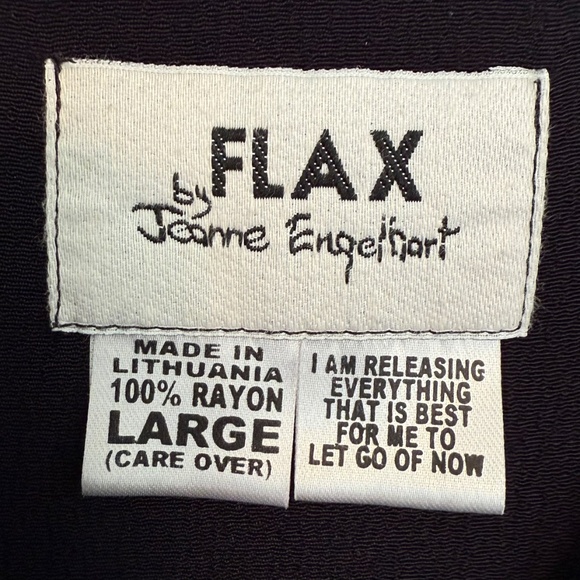 FLAX
by
Jeanne Engelhart
MADE IN
LITHUANIA
100% RAYON
LARGE
(CARE OVER)
I AM RELEASING
EVERYTHING
THAT IS BEST
FOR ME TO
LET GO OF NOW